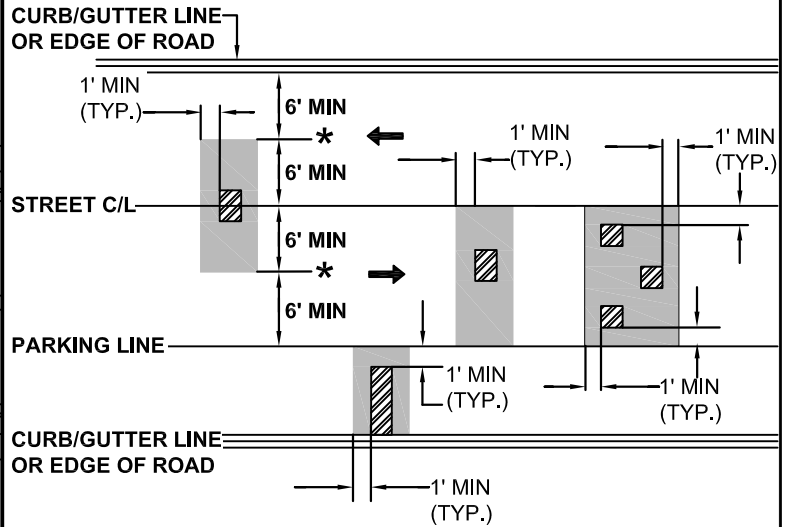 CURB/GUTTER LINE
OR EDGE OF ROAD
1' MIN
(TYP.)
6' MIN
*
1' MIN
(TYP.)
1' MIN
(TYP.)
6' MIN
STREET C/L
6' MIN
*
6' MIN
PARKING LINE
1' MIN
(TYP.)
1' MIN
(TYP.)
CURB/GUTTER LINE
OR EDGE OF ROAD
1' MIN
(TYP.)